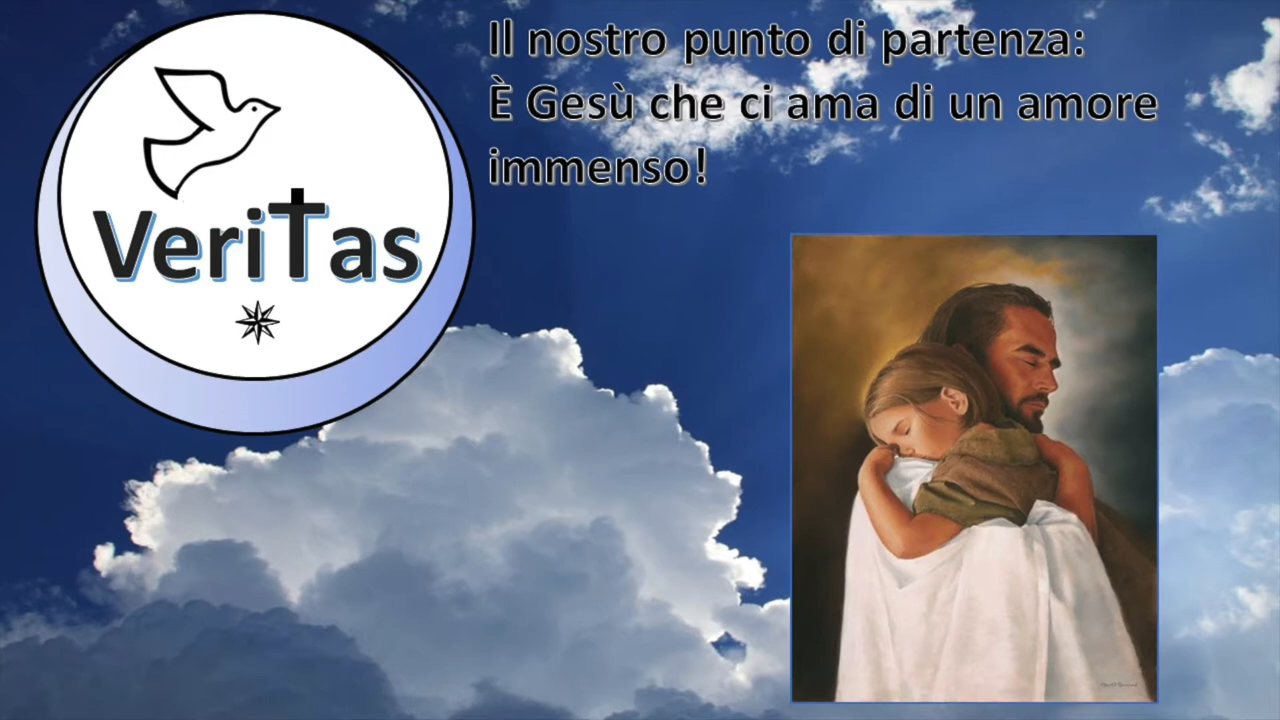 Il nostro punto di partenza:
È Gesù che ci ama di un amore
immenso!
VeriTas